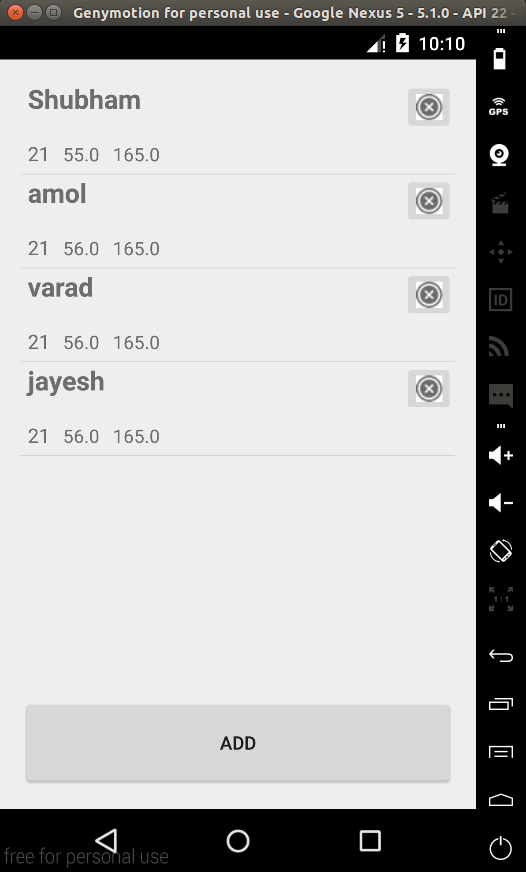 Genymotion for personal use - Google Nexus 5 - 5.1.0 - API 22 -
10:10
Shubham
21 55.0 165.0
amol
21 56.0 165.0
varad
21 56.0 165.0
jayesh
21 56.0 165.0
ADD
free for personal use
GPS
ID
1:1